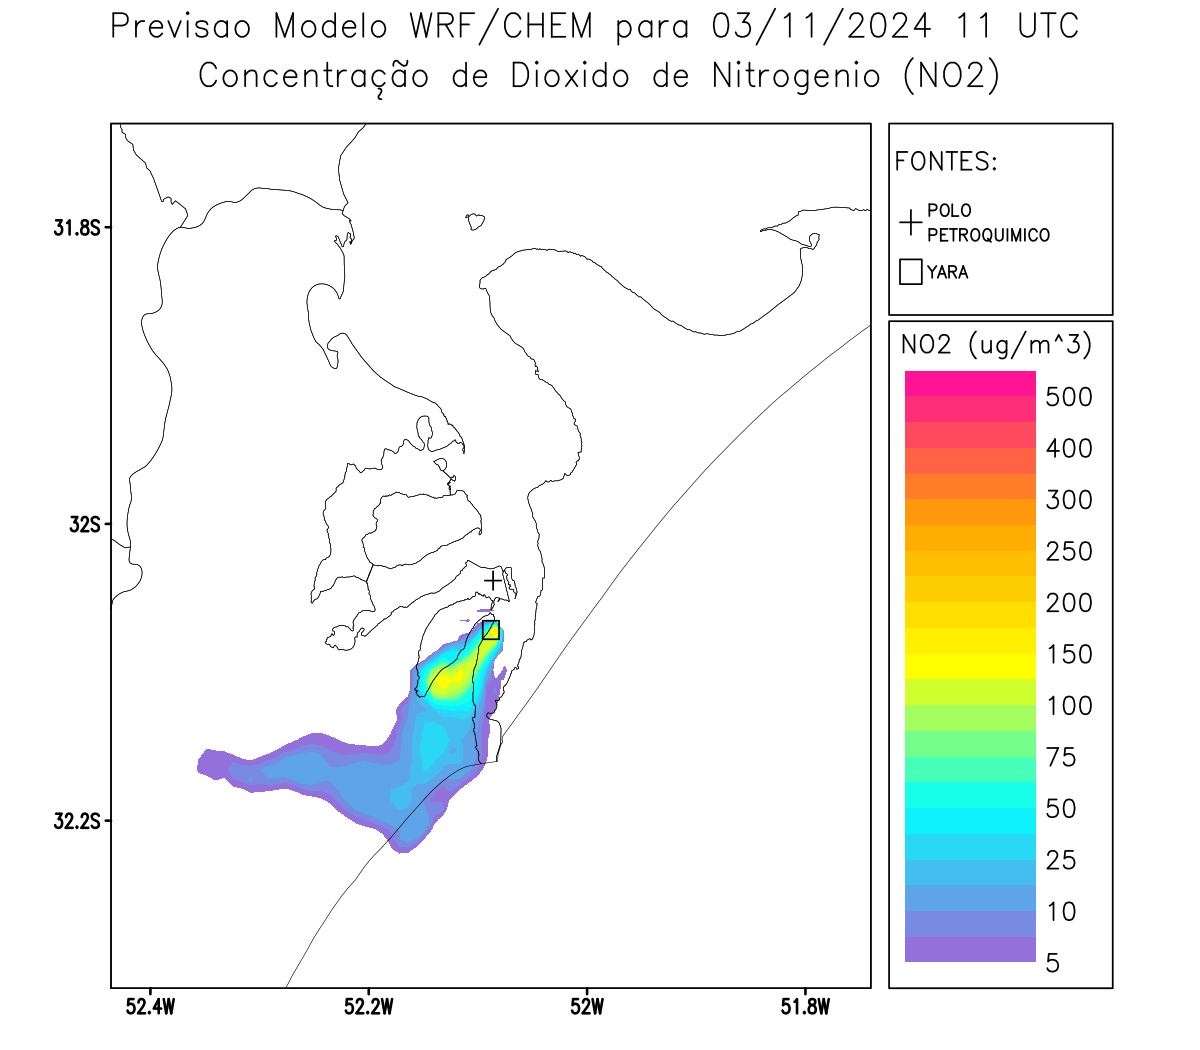 Previsao Modelo WRF/CHEM para 03/11/2024 11 UTC
Concentração de Dioxido de Nitrogenio (NO2)
FONTES:
POLO
PETROQUIMICO
YARA
NO2 (ug/m^3)
500
400
300
250
200
150
100
75
50
25
10
5
31.8S
32S
32.2S
52.4W
52.2W
52W
51.8W